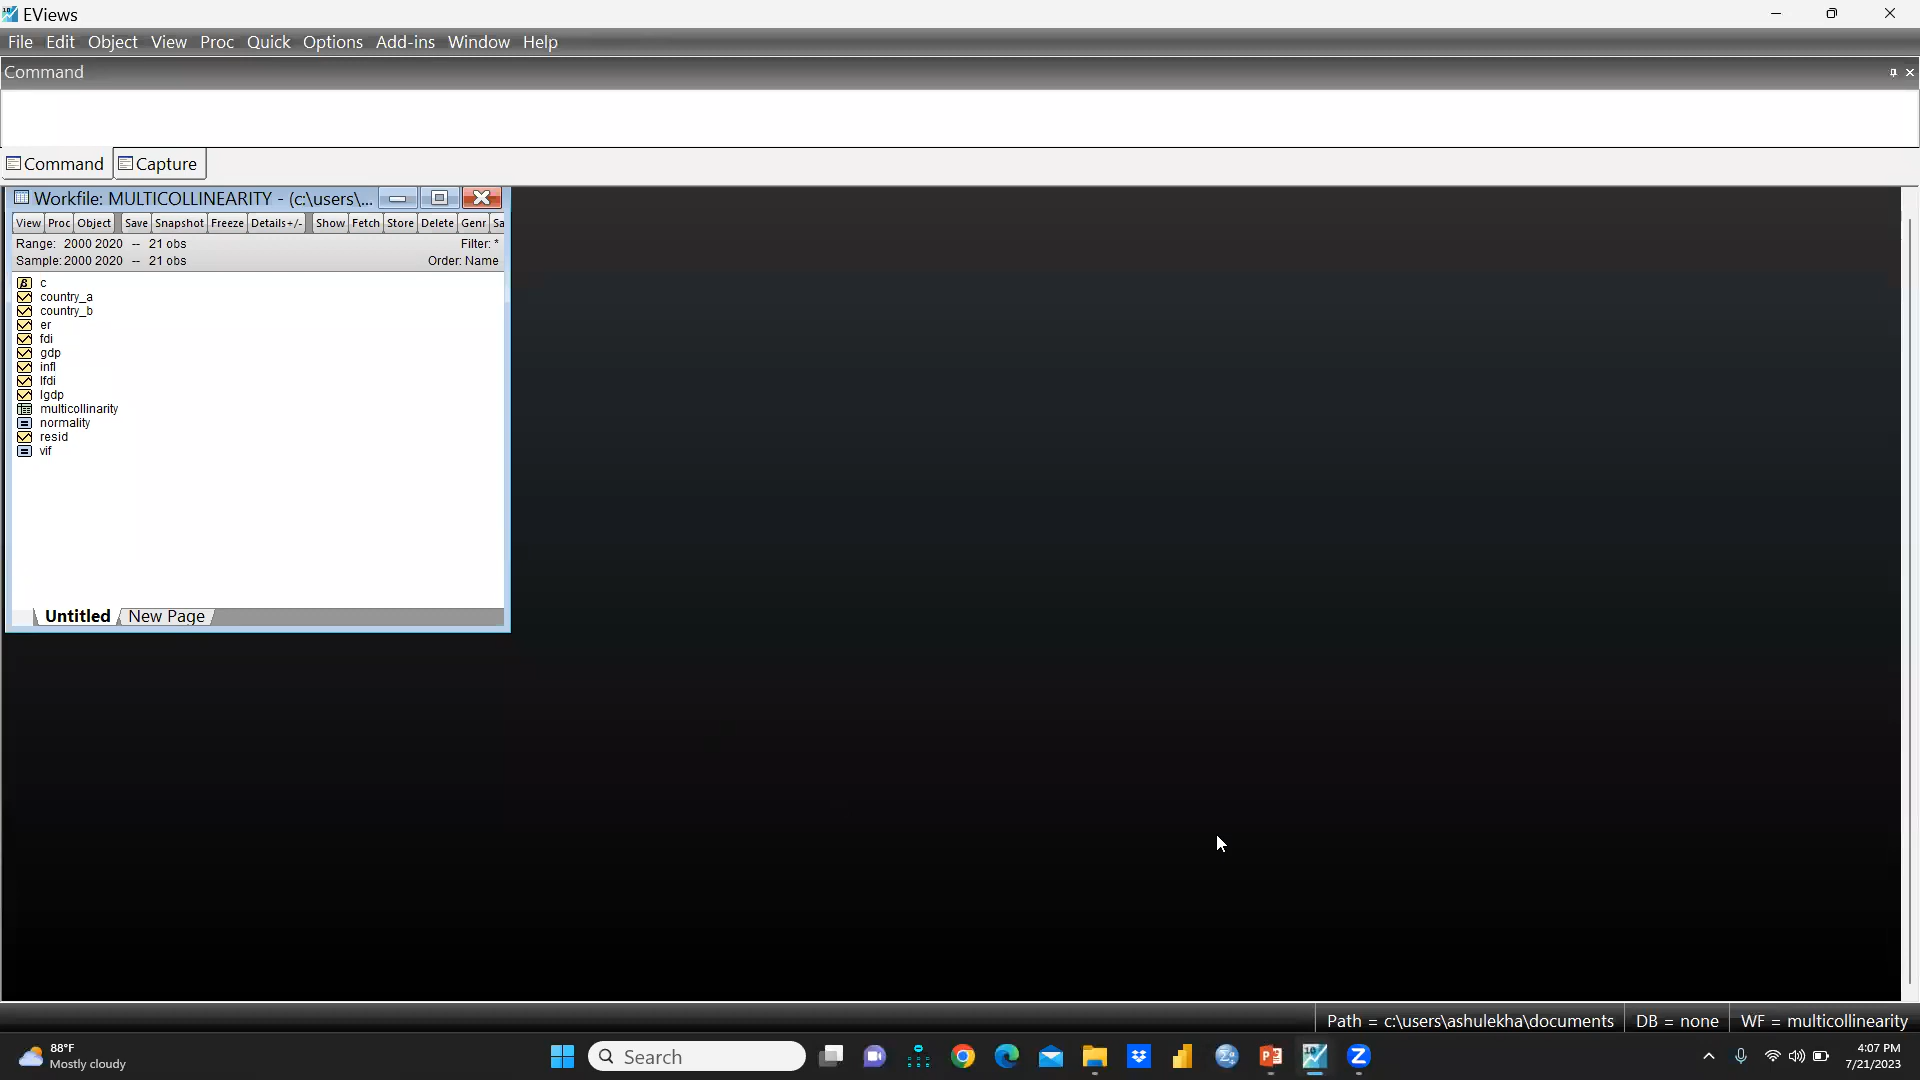 EViews
File Edit Object View Proc Quick Options Add-ins Window Help
Command
Command Capture
Workfile: MULTICOLLINEARITY - (c:\users\...
View Proc Object Save Snapshot Freeze Details+/- Show Fetch Store Delete Genr Sa
Range: 2000 2020 -- 21 obs Filter: *
Sample: 2000 2020 -- 21 obs Order: Name
β c
country_a
country_b
er
fdi
gdp
infl
lfdi
lgdp
multicollinarity
normality
resid
vif
Untitled New Page
Path = c:\users\ashulekha\documents DB = none WF = multicollinearity
88°F
Mostly cloudy
Search
4:07 PM
7/21/2023